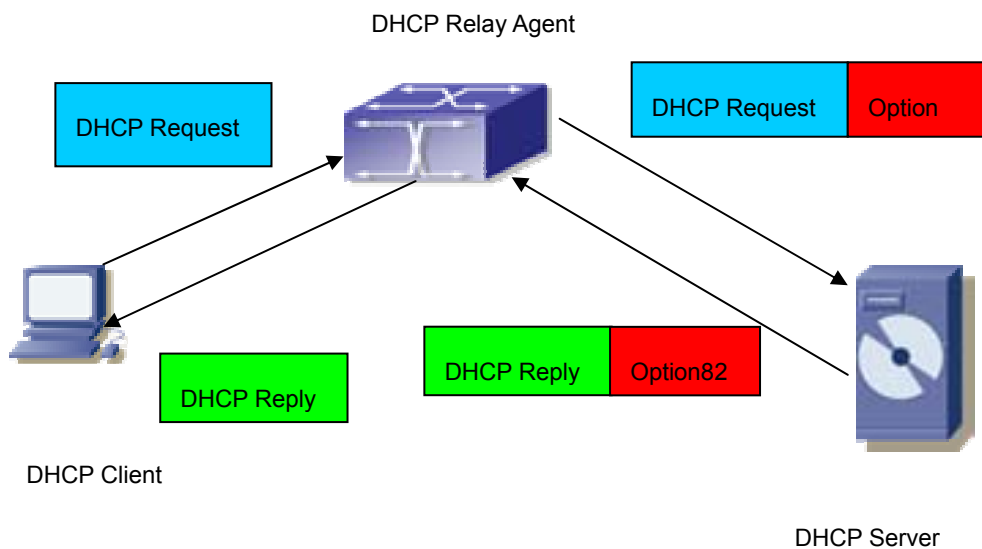 DHCP Relay Agent
DHCP Request
DHCP Request Option
DHCP Reply
DHCP Reply Option82
DHCP Client
DHCP Server